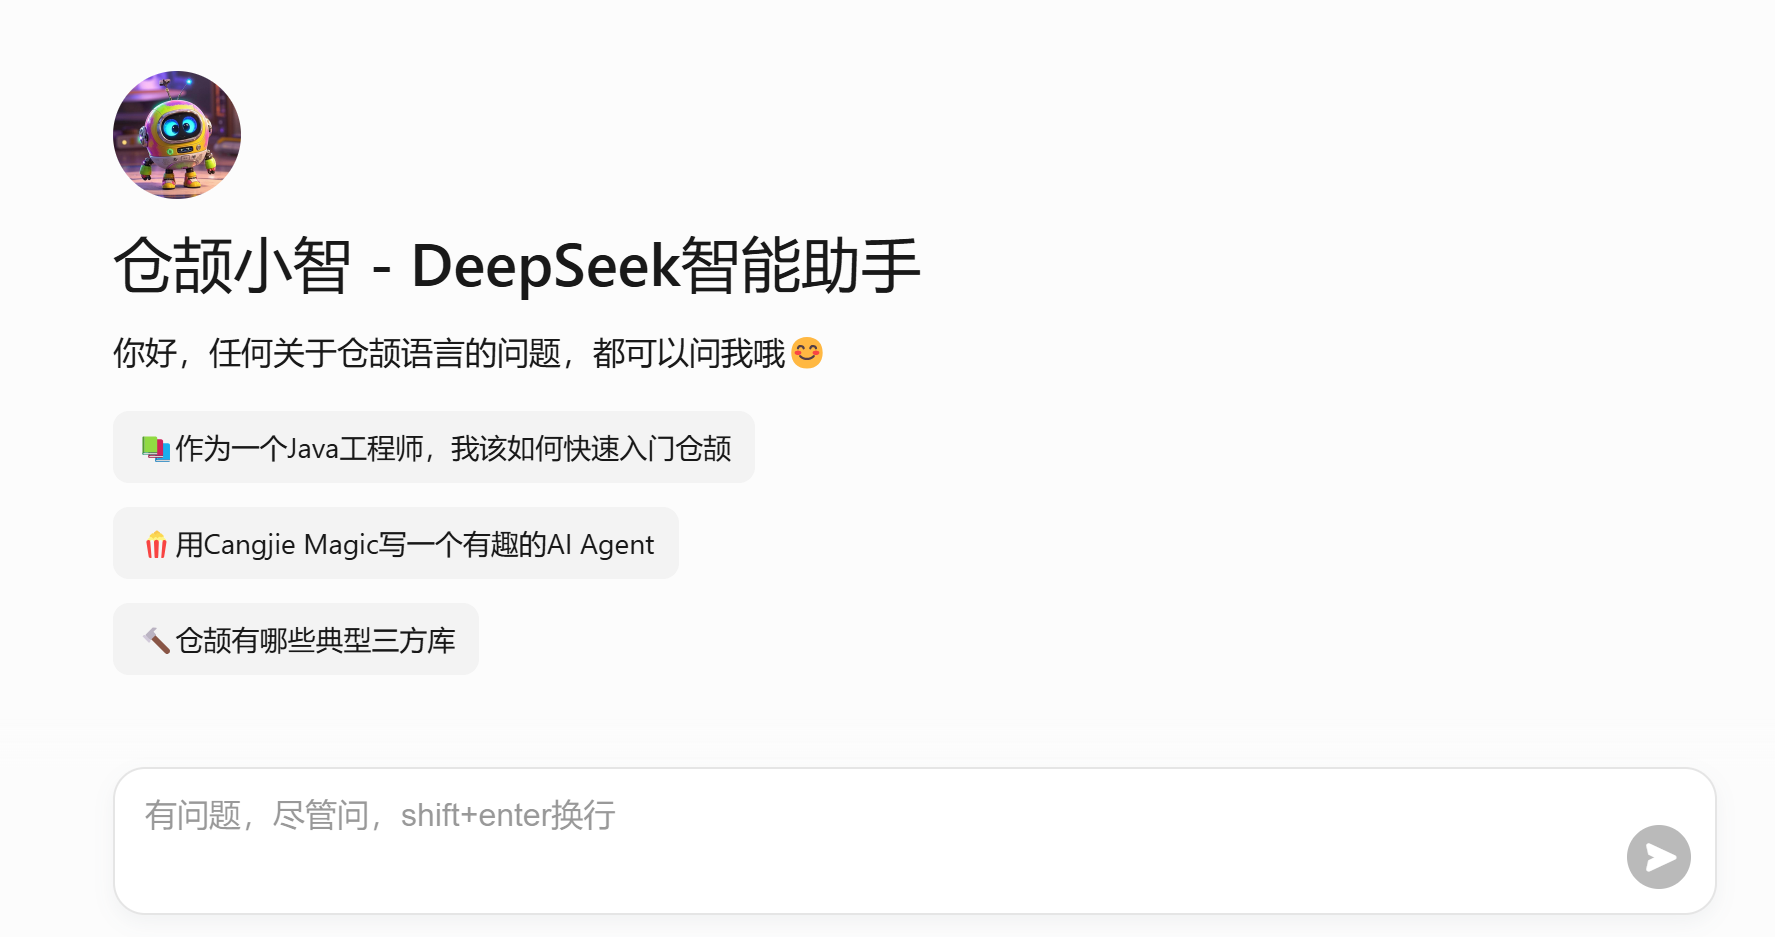 仓颉小智 - DeepSeek智能助手
你好，任何关于仓颉语言的问题，都可以问我哦😊
📚作为一个Java工程师，我该如何快速入门仓颉
🍿用Cangjie Magic写一个有趣的AI Agent
🔨仓颉有哪些典型三方库
有问题，尽管问，shift+enter换行